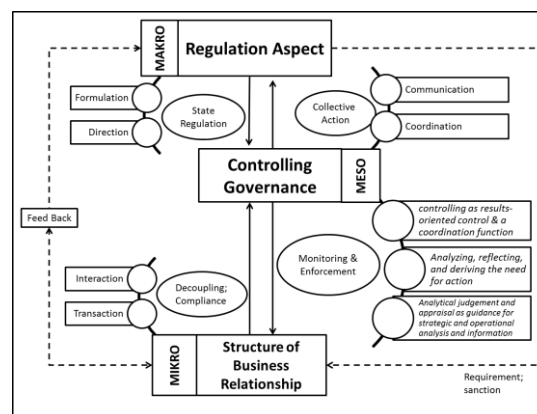 MAKRO
Regulation Aspect
Formulation
Direction
State
Regulation
Collective
Action
Communication
Coordination
Controlling
Governance
MESO
Feed Back
controlling as results-
oriented control & a
coordination function
Analyzing, reflecting,
and deriving the need
for action
Analytical judgement and
appraisal as guidance for
strategic and operational
analysis and information
Monitoring &
Enforcement
Interaction
Transaction
Decoupling;
Compliance
MIKRO
Structure of
Business
Relationship
Requirement;
sanction